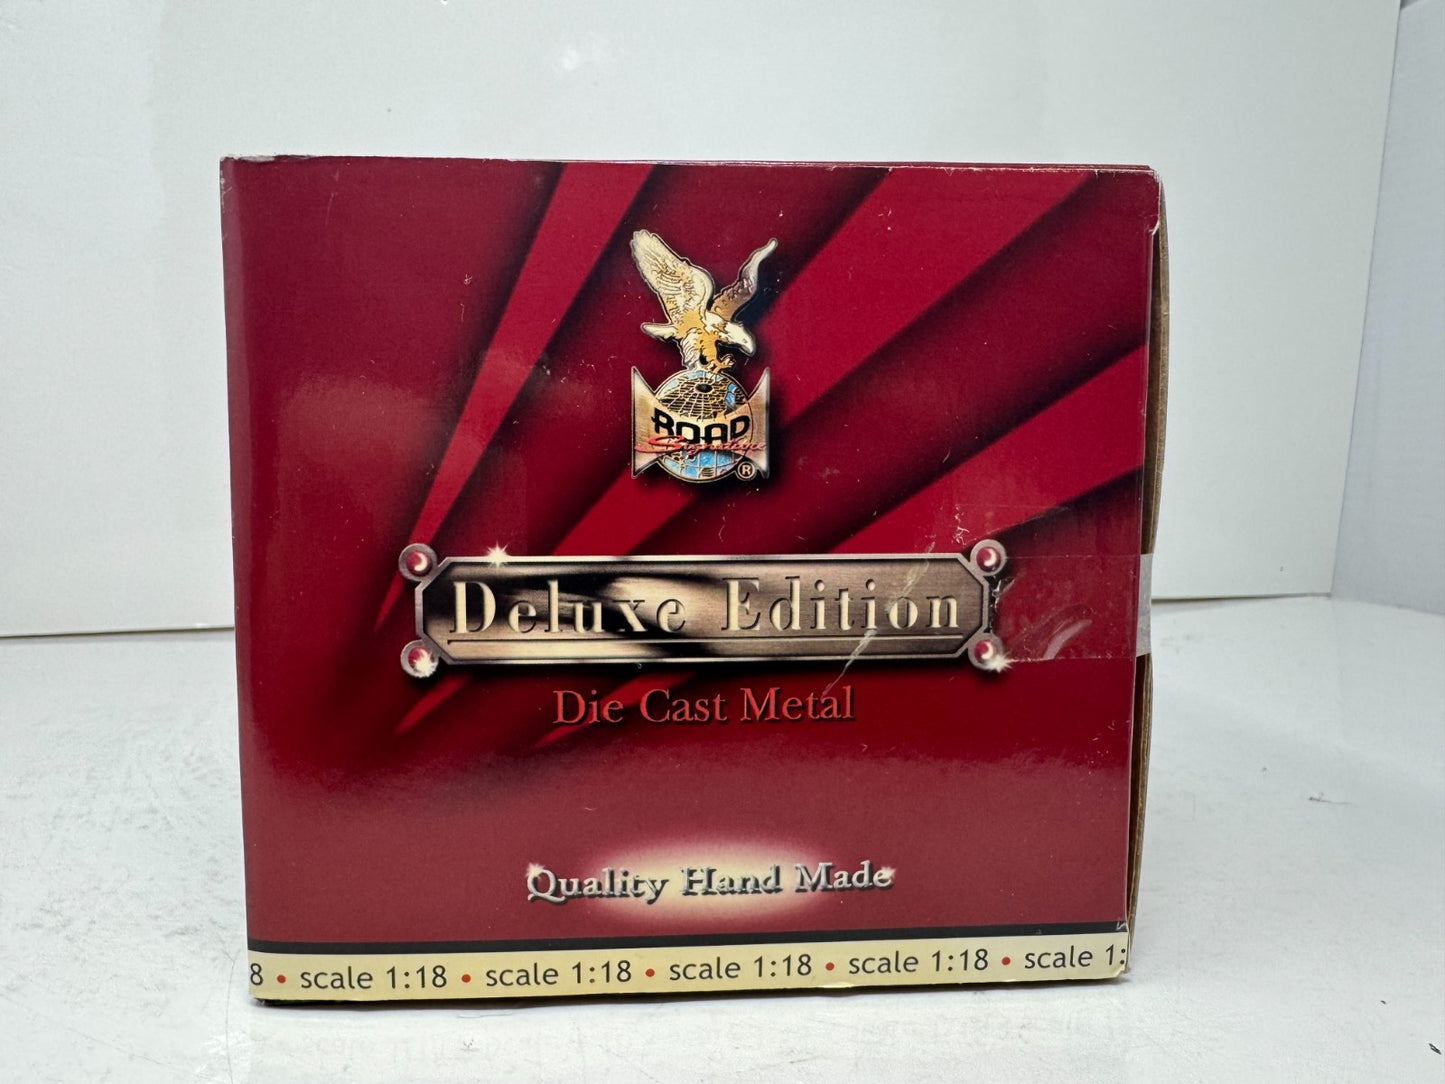 ROAD
Signature
®
Deluxe Edition
Die Cast Metal
Quality Hand Made
8 • scale 1:18 • scale 1:18 • scale 1:18 • scale 1:18 • scale 1: